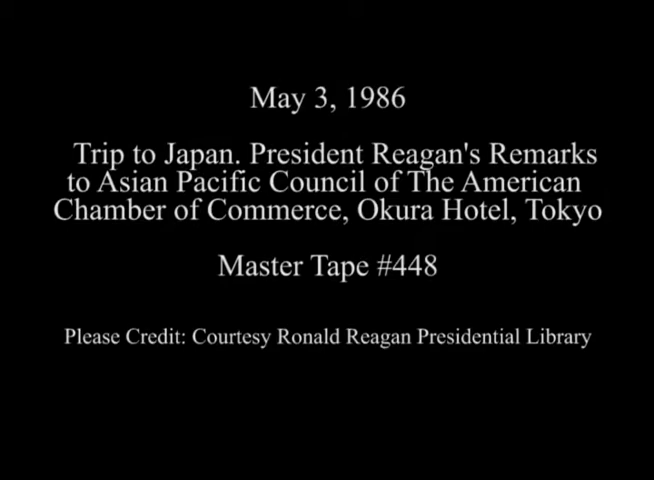 May 3, 1986
Trip to Japan. President Reagan's Remarks
to Asian Pacific Council of The American
Chamber of Commerce, Okura Hotel, Tokyo
Master Tape #448
Please Credit: Courtesy Ronald Reagan Presidential Library